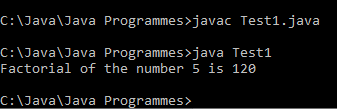 C:\Java\Java Programmes>javac Test1.java
C:\Java\Java Programmes>java Test1
Factorial of the number 5 is 120
C:\Java\Java Programmes>